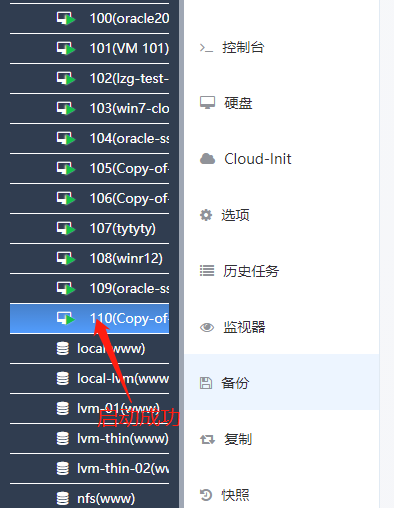 100(oracle20
101(VM 101)
102(lzg-test-
103(win7-clo
104(oracle-ss
105(Copy-of-
106(Copy-of-
107(tytyty)
108(winr12)
109(oracle-ss
110(Copy-of-
local(www)
local-lvm(www
lvm-01(www)
启动成功
lvm-thin(www)
lvm-thin-02(ww
nfs(www)
控制台
硬盘
Cloud-Init
选项
历史任务
监视器
备份
复制
快照